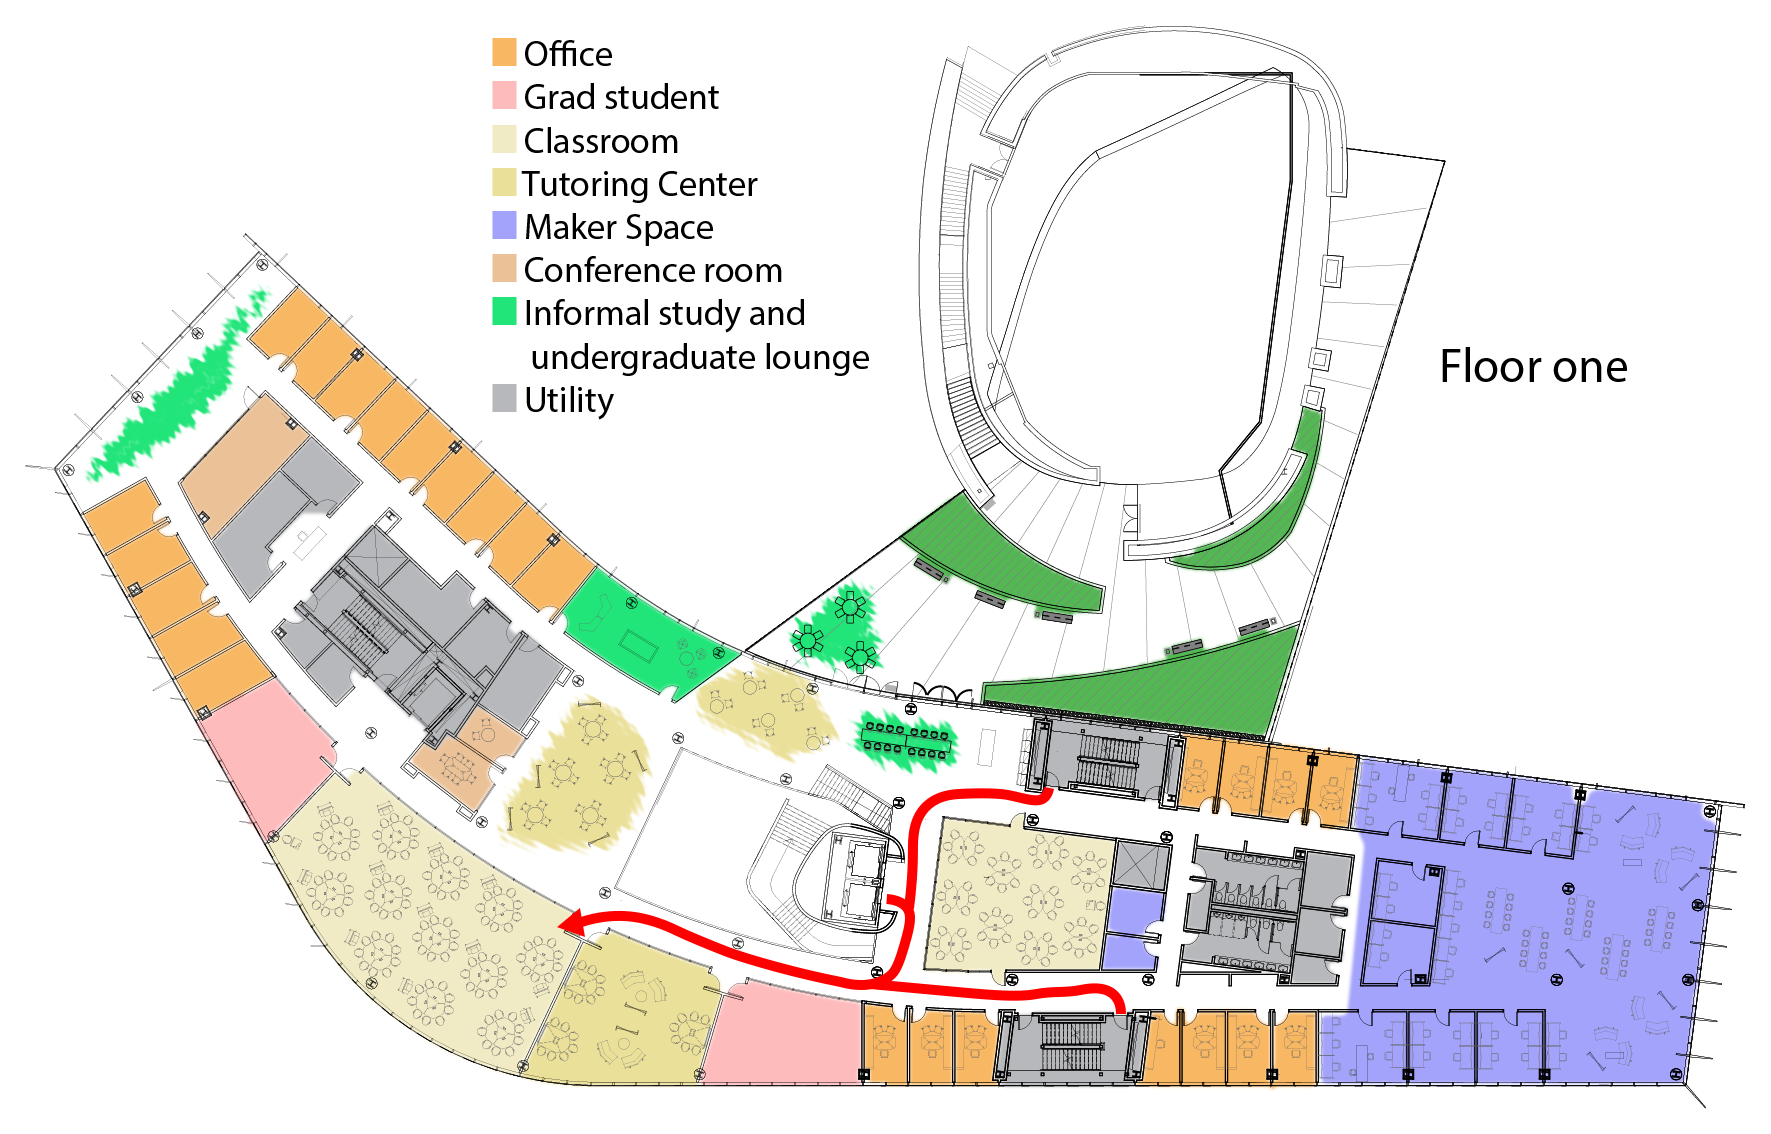 Office
Grad student
Classroom
Tutoring Center
Maker Space
Conference room
Informal study and
undergraduate lounge
Utility
Floor one